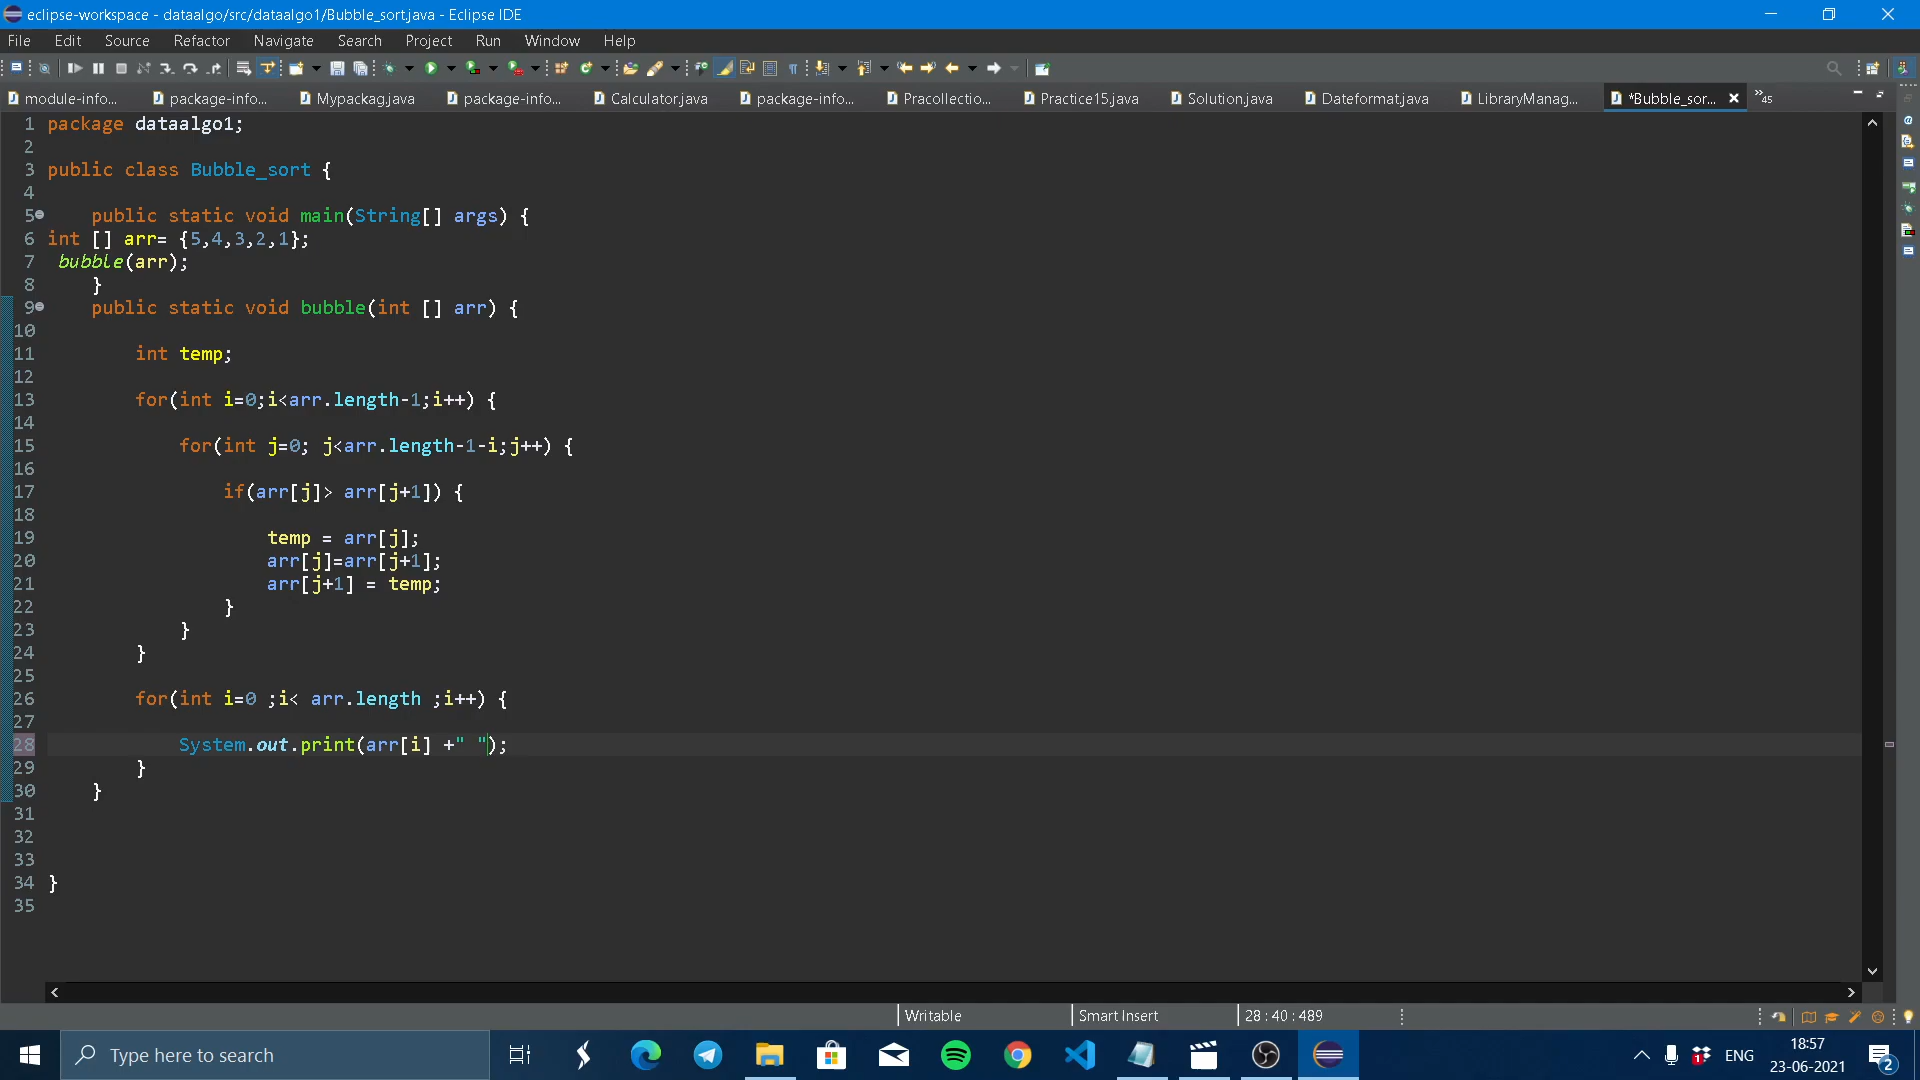 eclipse-workspace - dataalgo/src/dataalgo1/Bubble_sort.java - Eclipse IDE
File Edit Source Refactor Navigate Search Project Run Window Help
module-info... package-info... Mypackag.java package-info... Calculator.java package-info... Pracollectio... Practice15.java Solution.java Dateformat.java LibraryManag... *Bubble_sor... »45
1 package dataalgo1;
2
3 public class Bubble_sort {
4
5 public static void main(String[] args) {
6 int [] arr= {5,4,3,2,1};
7 bubble(arr);
8 }
9 public static void bubble(int [] arr) {
10
11 int temp;
12
13 for(int i=0;i<arr.length-1;i++) {
14
15 for(int j=0; j<arr.length-1-i;j++) {
16
17 if(arr[j]> arr[j+1]) {
18
19 temp = arr[j];
20 arr[j]=arr[j+1];
21 arr[j+1] = temp;
22 }
23 }
24 }
25
26 for(int i=0 ;i< arr.length ;i++) {
27
28 System.out.print(arr[i] +" ");
29 }
30 }
31
32
33
34 }
35
Writable Smart Insert 28 : 40 : 489
Type here to search
1 ENG 18:57
23-06-2021 2